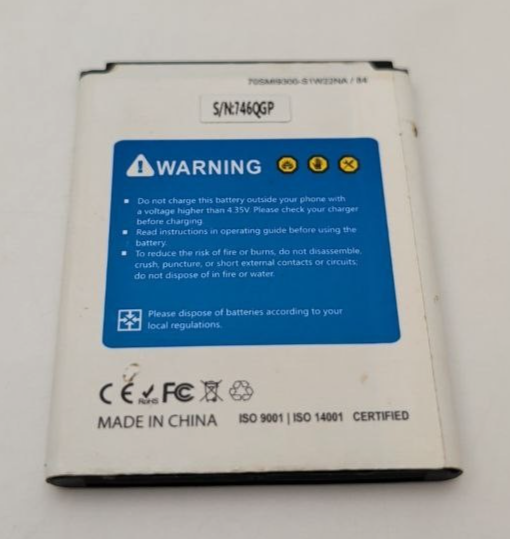 70SMI9300-S1W22NA / 84
S/N:746QGP
WARNING
Do not charge this battery outside your phone with
a voltage higher than 4.35V. Please check your charger
before charging.
Read instructions in operating guide before using the
battery.
To reduce the risk of fire or burns, do not disassemble,
crush, puncture, or short external contacts or circuits;
do not dispose of in fire or water.
Please dispose of batteries according to your
local regulations.
CE RoHS FC
MADE IN CHINA ISO 9001 | ISO 14001 CERTIFIED